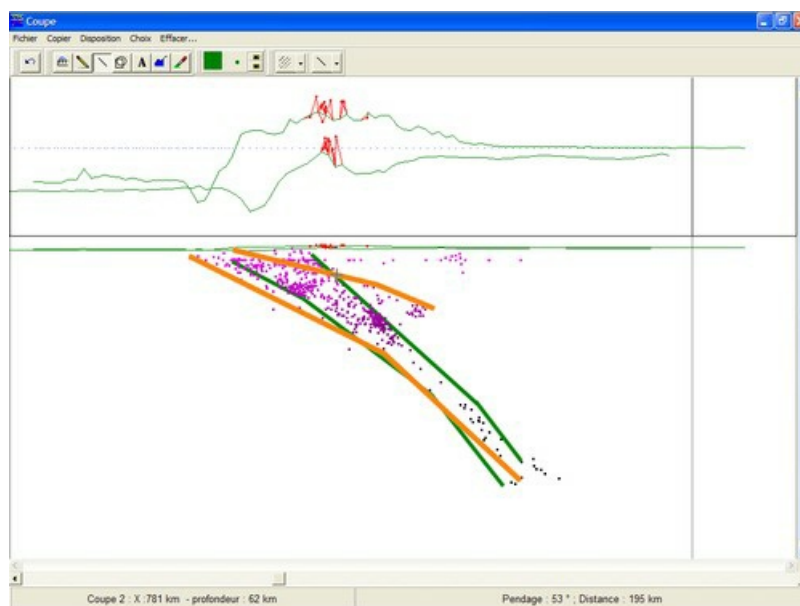 Coupe
Fichier Copier Disposition Choix Effacer...
A
Coupe 2 : X :781 km - profondeur : 62 km
Pendage : 53 ° ; Distance : 195 km